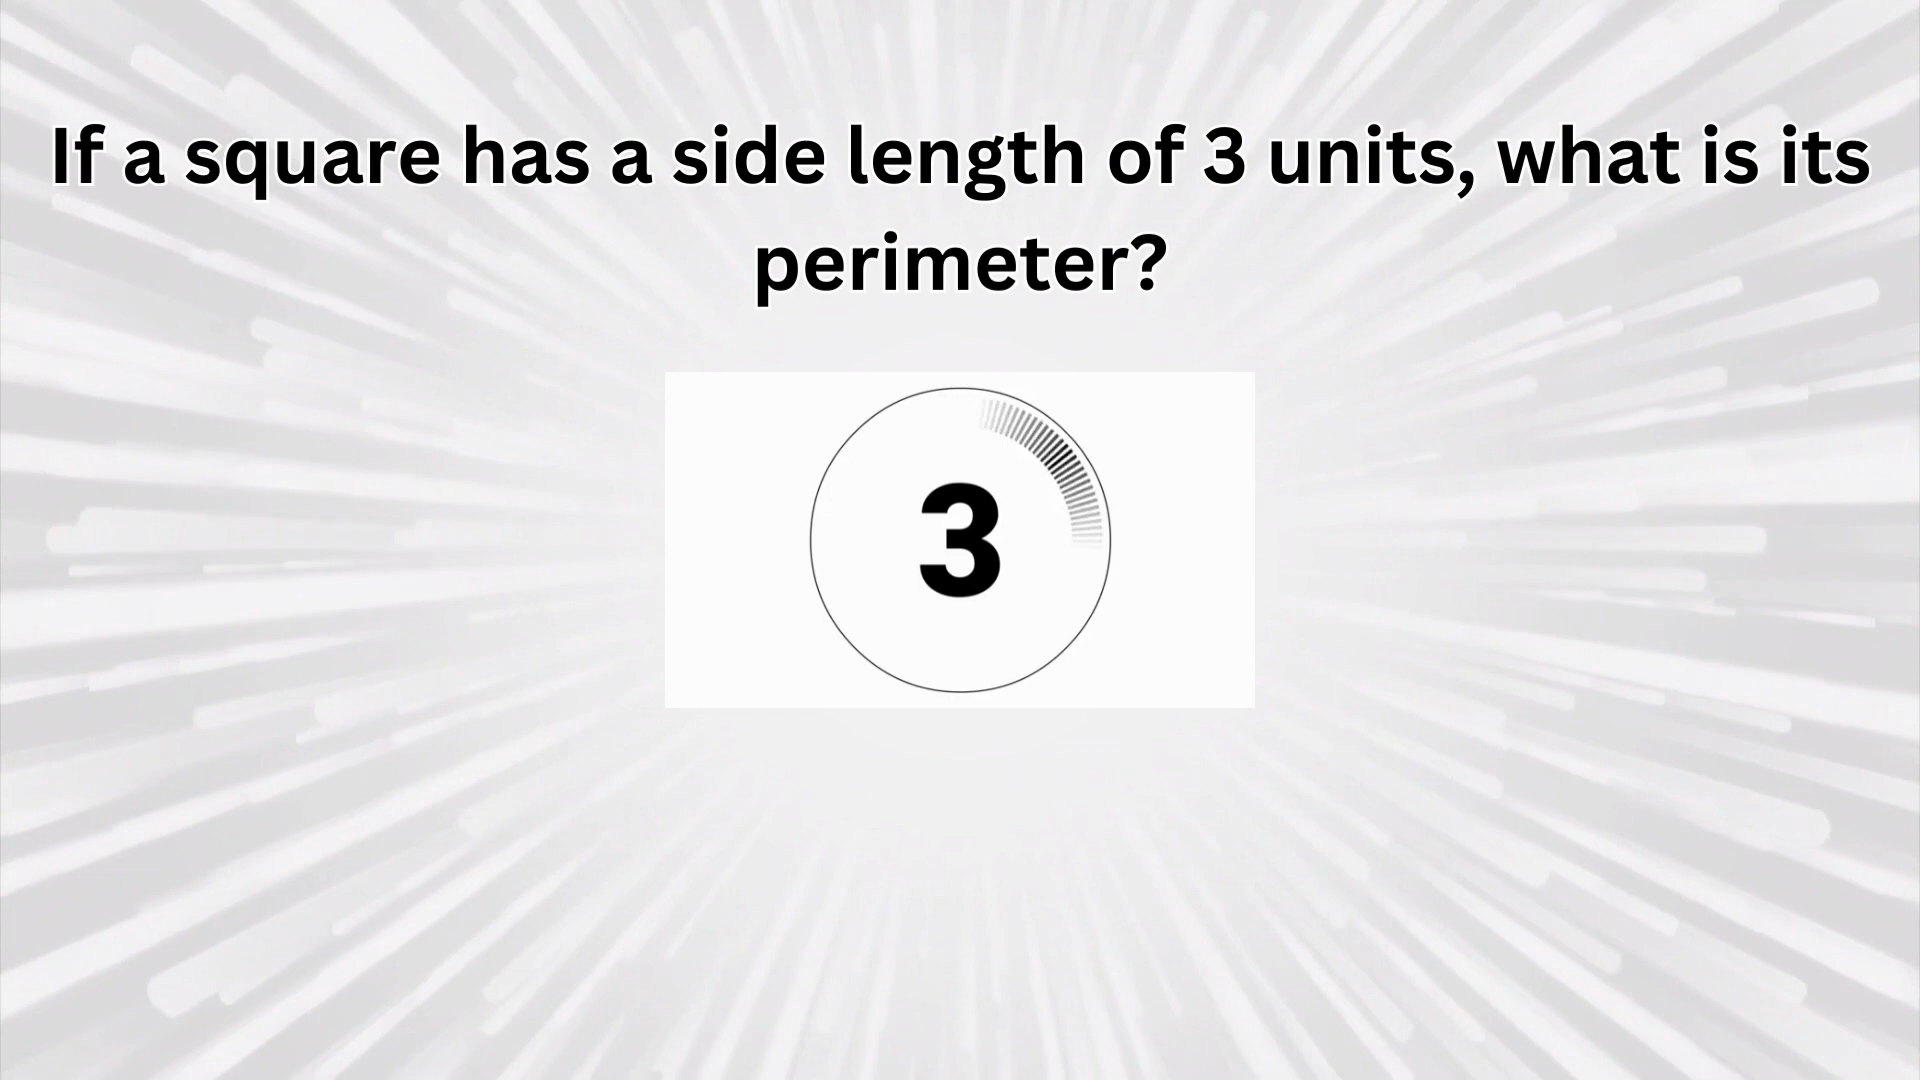 If a square has a side length of 3 units, what is its
perimeter?
3